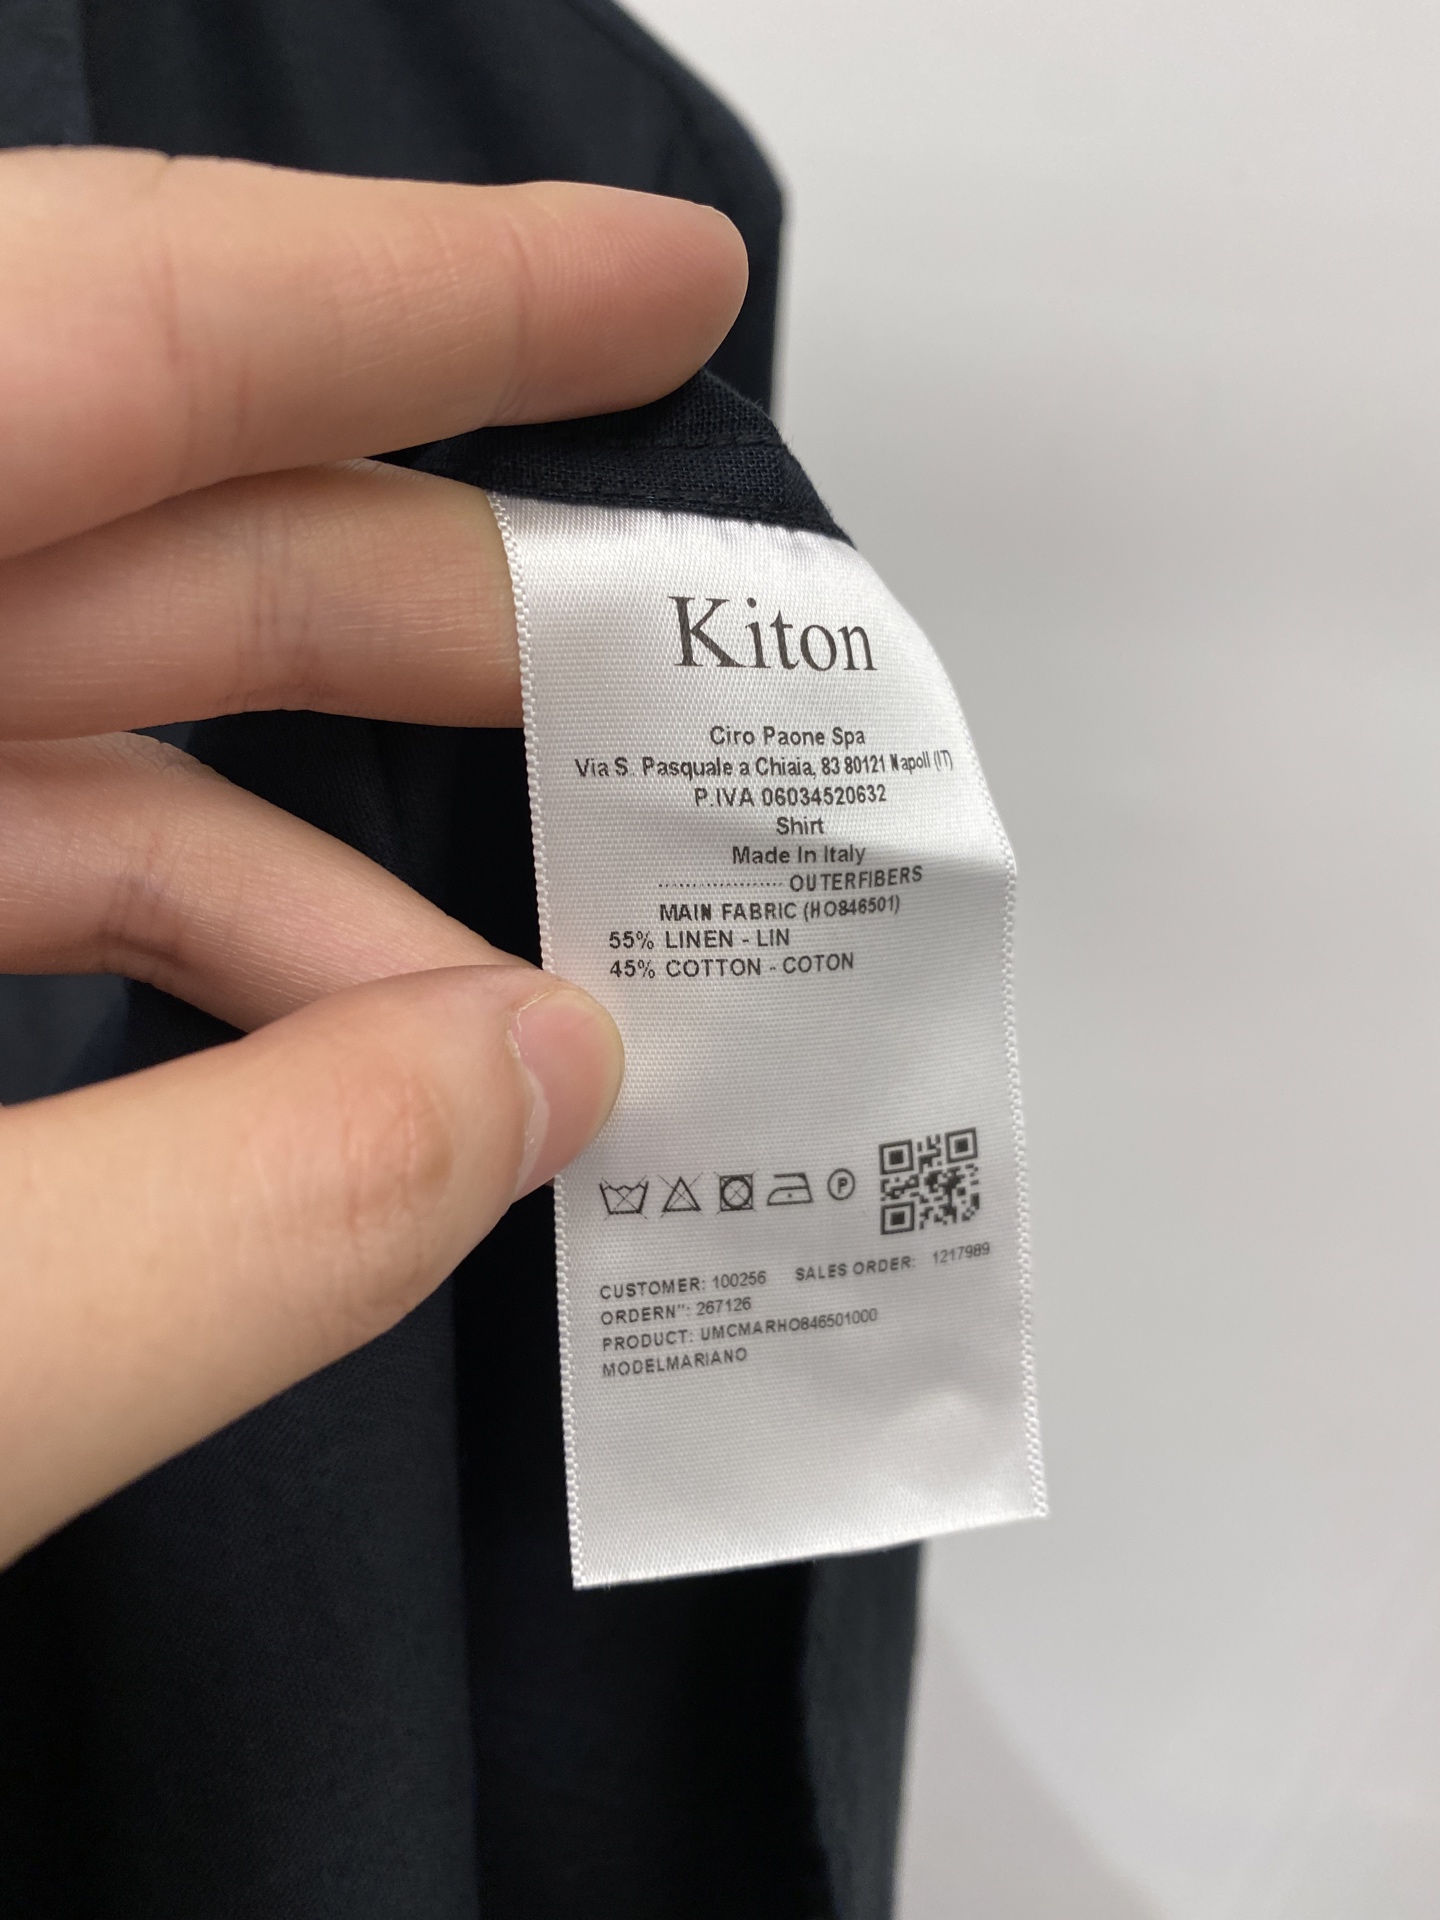 Kiton
Ciro Paone Spa
Via S. Pasquale a Chiaia, 83 80121 Napoli (IT)
P.IVA 06034520632
Shirt
Made In Italy
..................... OUTERFIBERS
MAIN FABRIC (HO846501)
55% LINEN - LIN
45% COTTON - COTON
P
CUSTOMER: 100256 SALES ORDER: 1217989
ORDERN": 267126
PRODUCT: UMCMARHO846501000
MODELMARIANO